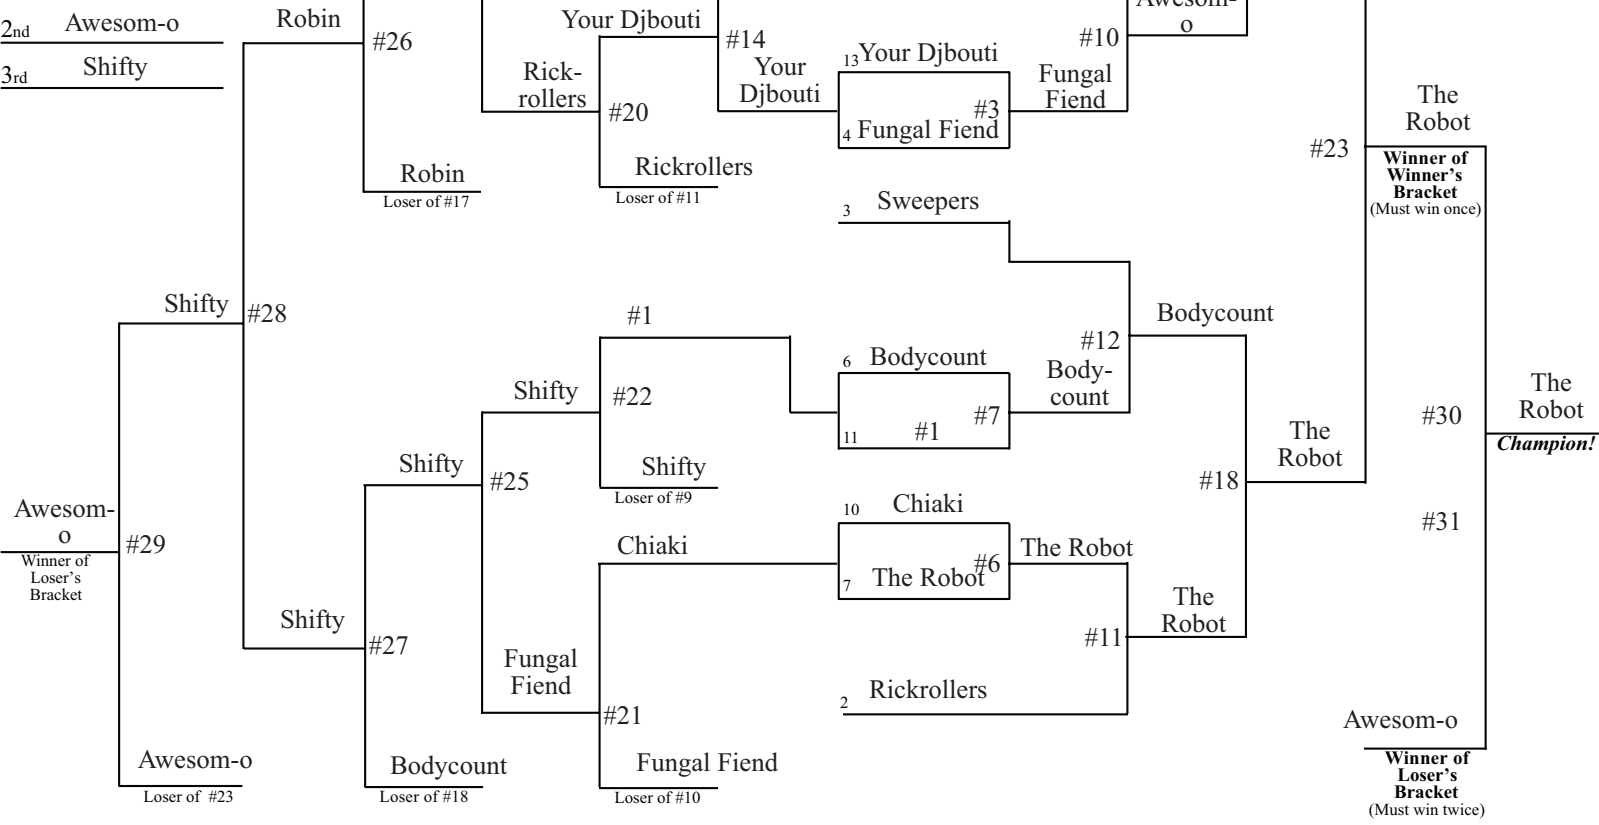 2nd Awesom-o
3rd Shifty
Robin
#26
Robin
Loser of #17
Your Djbouti
#14
Rick-
rollers
#20
Rickrollers
Loser of #11
Your
Djbouti
13 Your Djbouti
#3
4 Fungal Fiend
Fungal
Fiend
#10
Awesom-
o
#23
The
Robot
Winner of
Winner's
Bracket
(Must win once)
3 Sweepers
Shifty
#28
#1
#22
Shifty
Shifty
Loser of #9
6 Bodycount
#7
11 #1
Body-
count
#12
Bodycount
#30
The
Robot
Champion!
#31
Shifty
#25
The
Robot
#18
10 Chiaki
#6
7 The Robot
The Robot
Chiaki
Awesom-
o
Winner of
Loser's
Bracket
#29
Shifty
#27
Fungal
Fiend
#21
#11
The
Robot
2 Rickrollers
Awesom-o
Loser of #23
Bodycount
Loser of #18
Fungal Fiend
Loser of #10
Awesom-o
Winner of
Loser's
Bracket
(Must win twice)